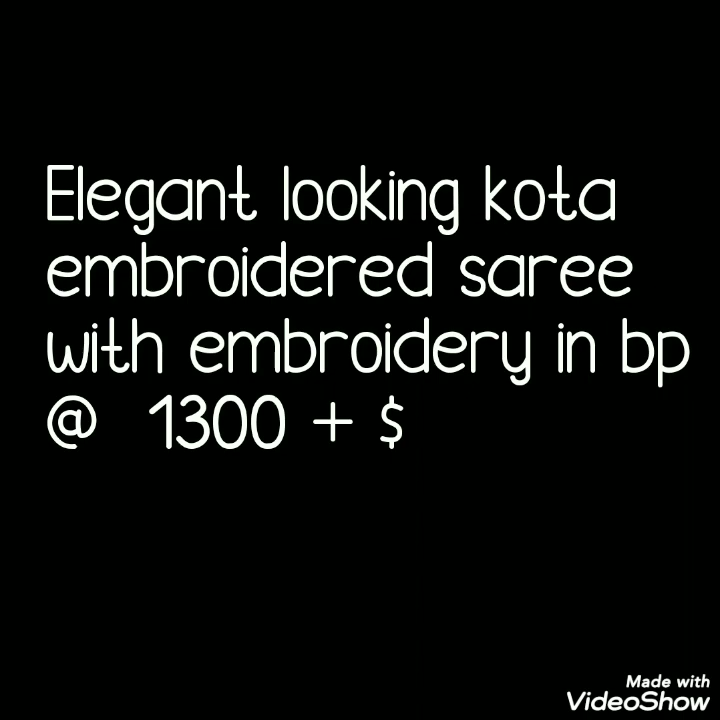 Elegant looking kota
embroidered saree
with embroidery in bp
@ 1300 + $
Made with
VideoShow